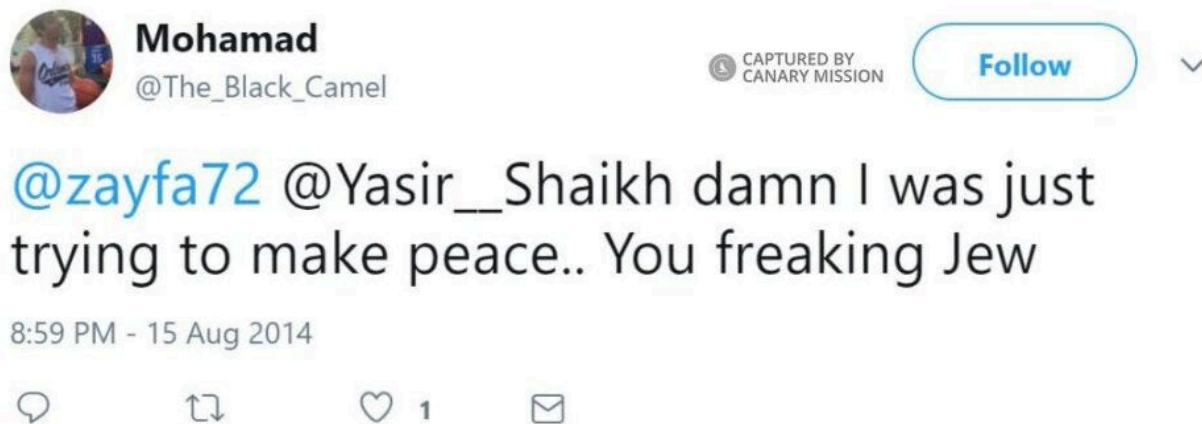 Mohamad
@The_Black_Camel
CAPTURED BY
CANARY MISSION
Follow
@zayfa72 @Yasir__Shaikh damn I was just
trying to make peace.. You freaking Jew
8:59 PM - 15 Aug 2014
1